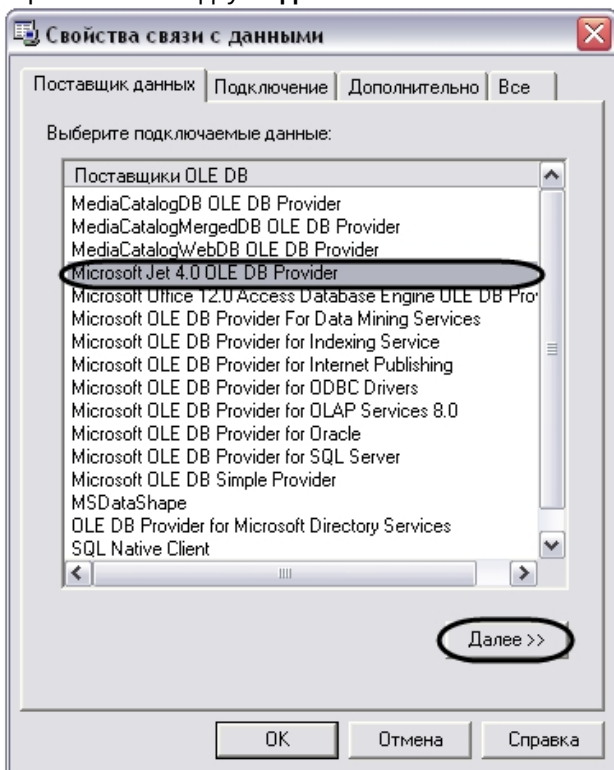 Свойства связи с данными
Поставщик данных Подключение Дополнительно Все
Выберите подключаемые данные:
Поставщики OLE DB
MediaCatalogDB OLE DB Provider
MediaCatalogMergedDB OLE DB Provider
MediaCatalogWebDB OLE DB Provider
Microsoft Jet 4.0 OLE DB Provider
Microsoft Office 12.0 Access Database Engine OLE DB Pro
Microsoft OLE DB Provider For Data Mining Services
Microsoft OLE DB Provider for Indexing Service
Microsoft OLE DB Provider for Internet Publishing
Microsoft OLE DB Provider for ODBC Drivers
Microsoft OLE DB Provider for OLAP Services 8.0
Microsoft OLE DB Provider for Oracle
Microsoft OLE DB Provider for SQL Server
Microsoft OLE DB Simple Provider
MSDataShape
OLE DB Provider for Microsoft Directory Services
SQL Native Client
Далее >>
OK Отмена Справка